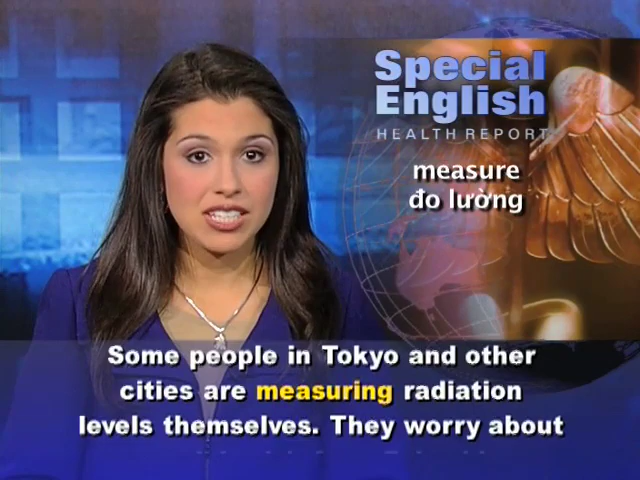 Special
English
HEALTH REPORT
measure
đo lường
Some people in Tokyo and other
cities are measuring radiation
levels themselves. They worry about